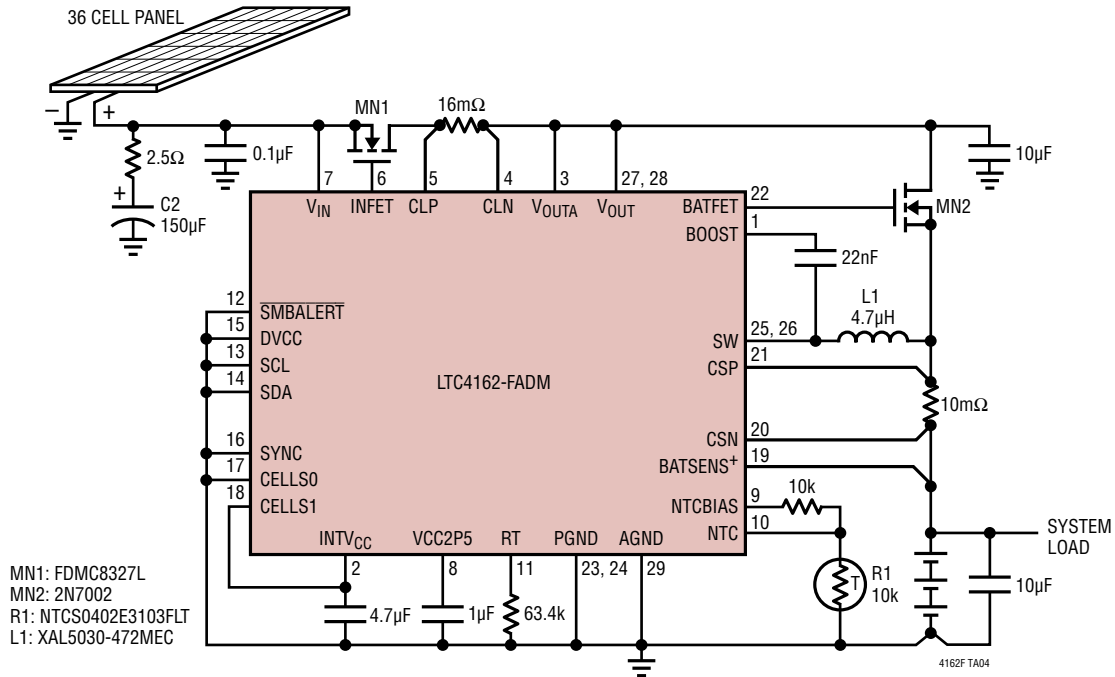 36 CELL PANEL
−
+
MN1
16mΩ
2.5Ω
0.1µF
10µF
+
C2
150µF
7
6
5
4
3
27, 28
VIN
INFET
CLP
CLN
VOUTA
VOUT
BATFET
22
MN2
BOOST
1
22nF
L1
4.7µH
12
SMBALERT
15
DVCC
13
SCL
14
SDA
16
SYNC
17
CELLS0
18
CELLS1
LTC4162-FADM
SW
25, 26
CSP
21
10mΩ
CSN
20
BATSENS+
19
NTCBIAS
9
10k
NTC
10
SYSTEM
LOAD
T
R1
10k
10µF
INTVCC
VCC2P5
RT
PGND
AGND
2
8
11
23, 24
29
4.7µF
1µF
63.4k
MN1: FDMC8327L
MN2: 2N7002
R1: NTCS0402E3103FLT
L1: XAL5030-472MEC
4162F TA04